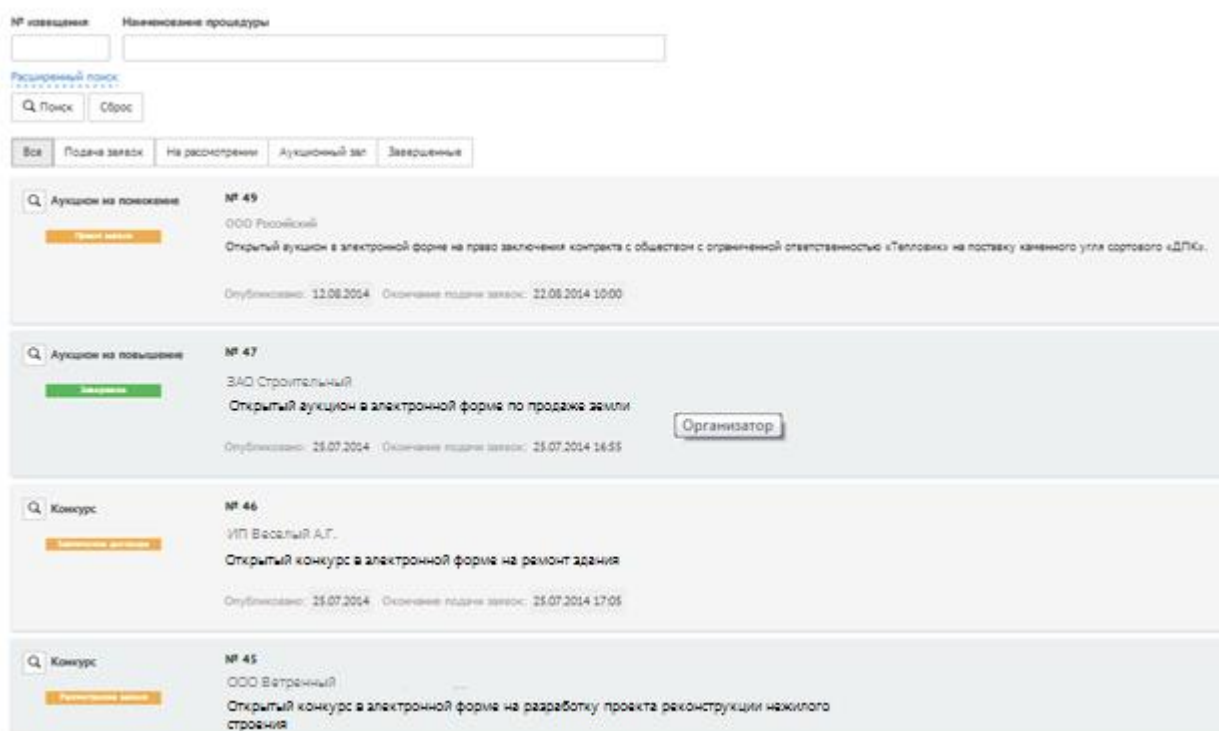 № извещения Наименование процедуры
Расширенный поиск
Поиск Сброс
Все Подача заявок На рассмотрении Аукционный зал Завершенные
Аукцион на понижение № 49
ООО Российский
Прием заявок
Открытый аукцион в электронной форме на право заключения контракта с обществом с ограниченной ответственностью «Тепловик» на поставку каменного угля сортового «ДПК».
Опубликовано: 12.08.2014 Окончание подачи заявок: 22.08.2014 10:00
Аукцион на повышение № 47
ЗАО Строительный
Завершена
Открытый аукцион в электронной форме по продаже земли
Организатор
Опубликовано: 25.07.2014 Окончание подачи заявок: 25.07.2014 16:55
Конкурс № 46
ИП Веселый А.Г.
Открытый конкурс в электронной форме на ремонт здания
Опубликовано: 25.07.2014 Окончание подачи заявок: 25.07.2014 17:05
Конкурс № 45
ООО Ветренный
Рассмотрение заявок
Открытый конкурс в электронной форме на разработку проекта реконструкции нежилого
строения